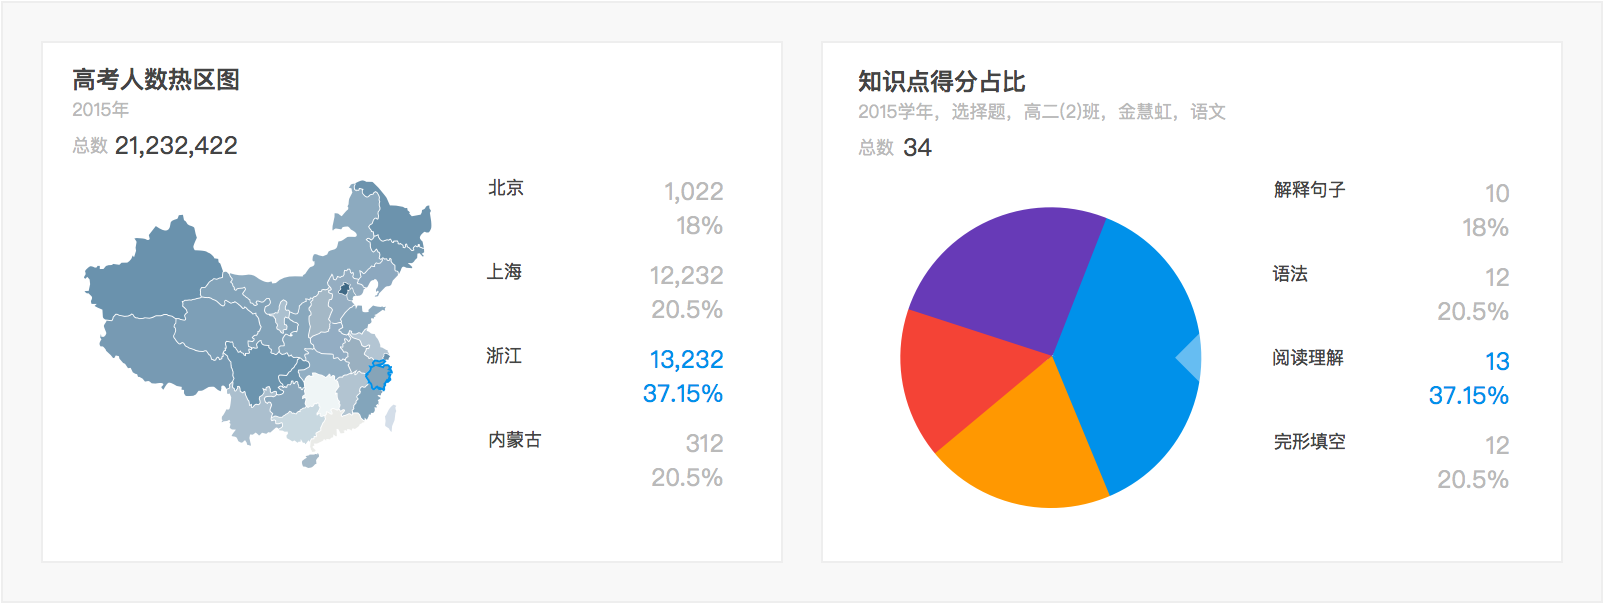 高考人数热区图
2015年
总数 21,232,422
北京 1,022
18%
上海 12,232
20.5%
浙江 13,232
37.15%
内蒙古 312
20.5%
知识点得分占比
2015学年，选择题，高二(2)班，金慧虹，语文
总数 34
解释句子 10
18%
语法 12
20.5%
阅读理解 13
37.15%
完形填空 12
20.5%